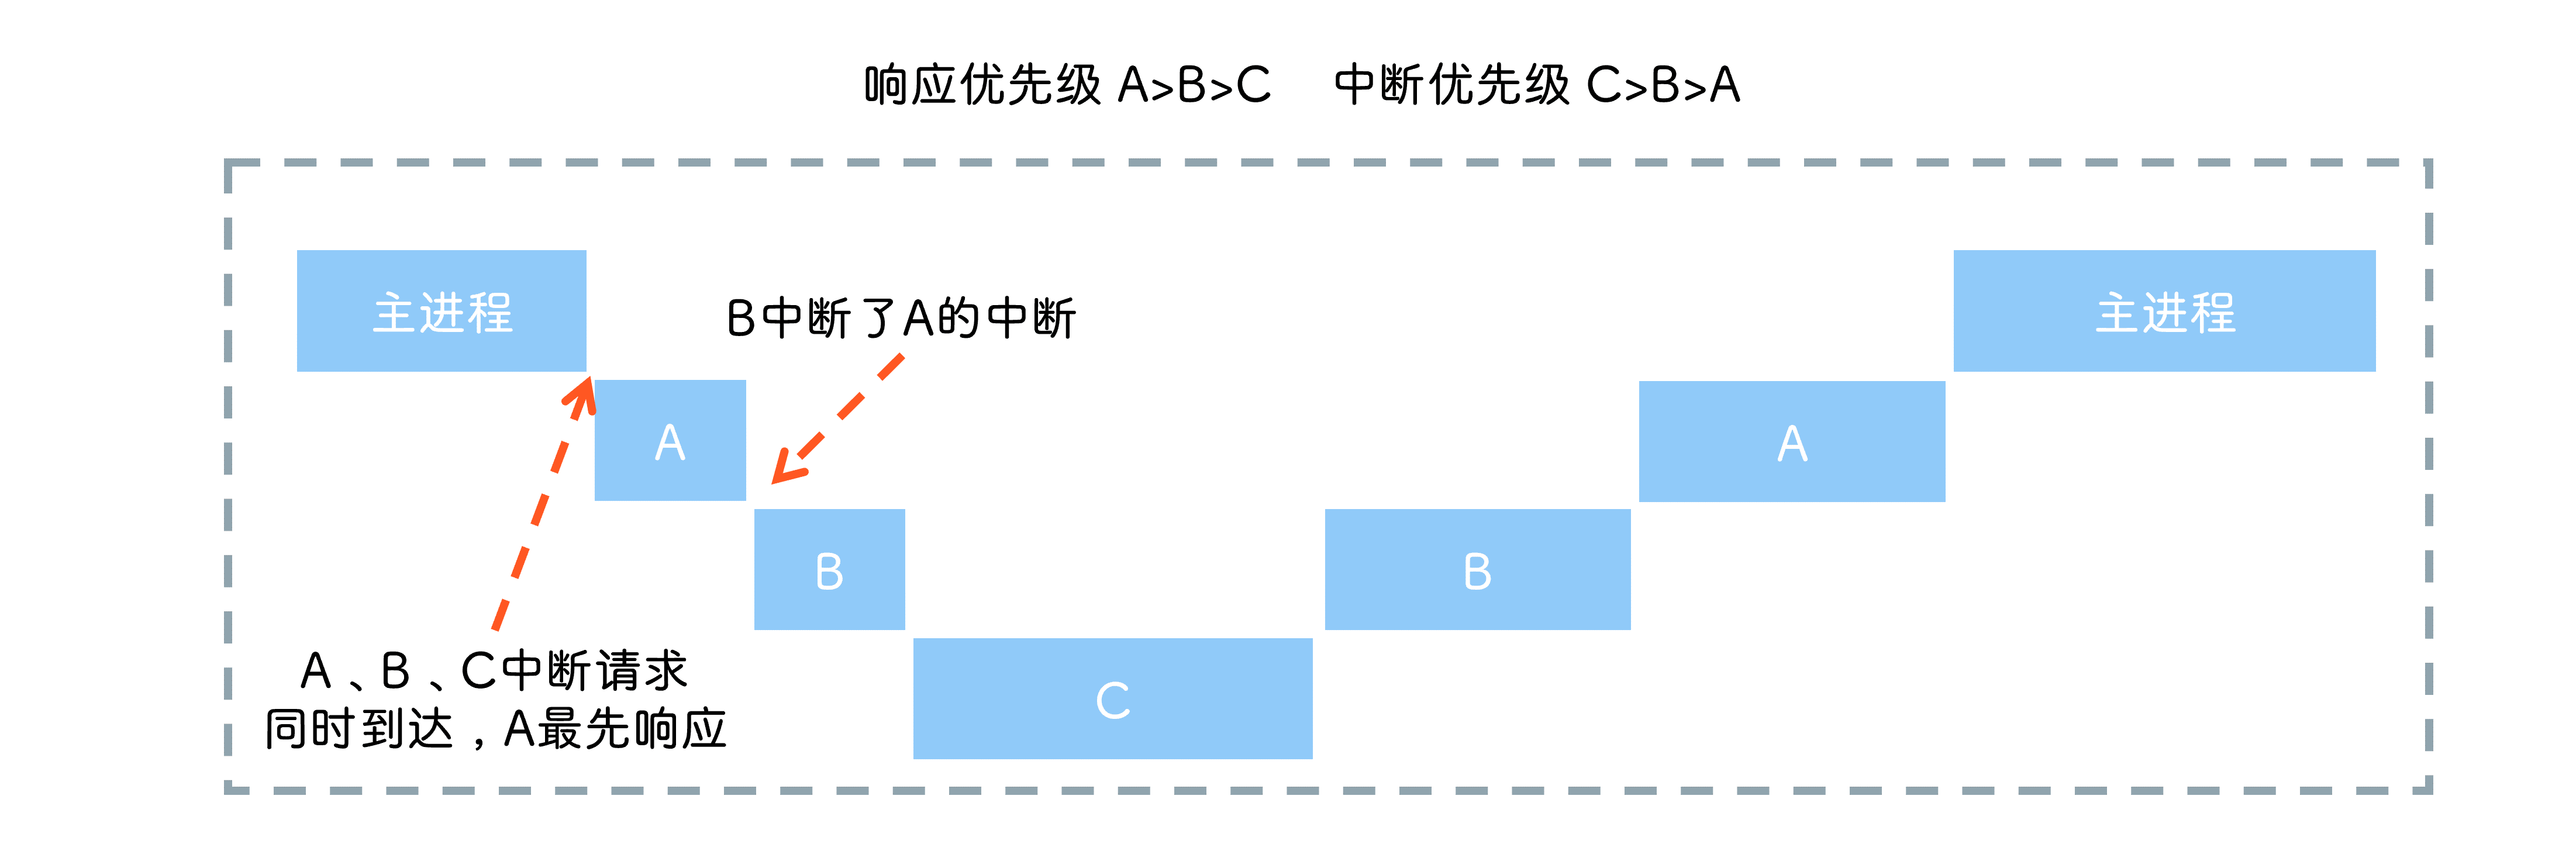 响应优先级 A>B>C 中断优先级 C>B>A
主进程
主进程
B中断了A的中断
A
A
B
B
A、B、C中断请求
同时到达，A最先响应
C